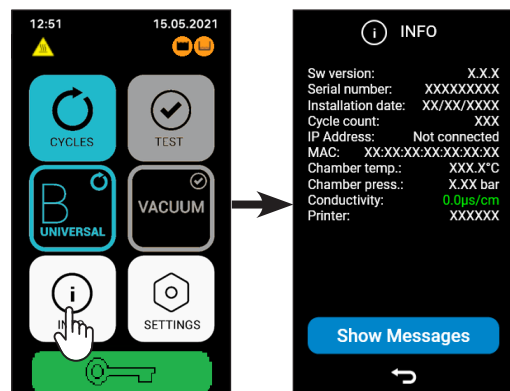 12:51 15.05.2021
CYCLES TEST
B
UNIVERSAL
VACUUM
INFO SETTINGS
i INFO
Sw version: X.X.X
Serial number: XXXXXXXXX
Installation date: XX/XX/XXXX
Cycle count: XXX
IP Address: Not connected
MAC: XX:XX:XX:XX:XX:XX:XX
Chamber temp.: XXX.X°C
Chamber press.: X.XX bar
Conductivity: 0.0µs/cm
Printer: XXXXXX
Show Messages